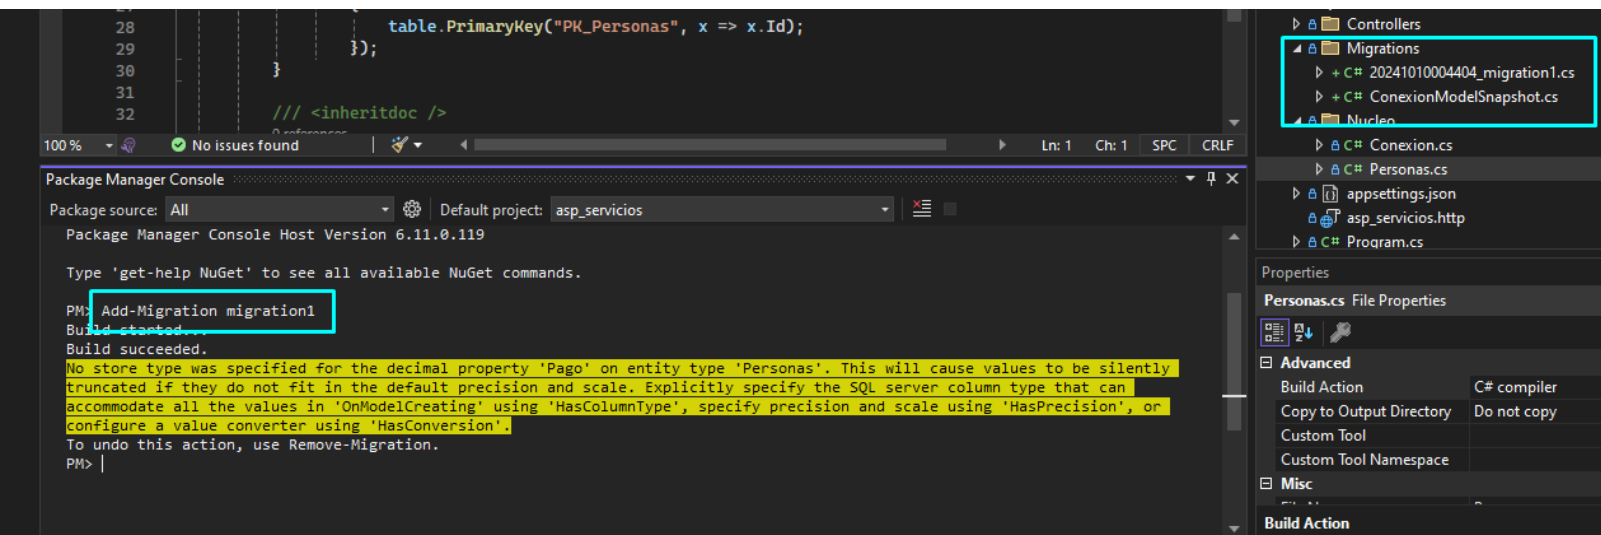 27 {
28 table.PrimaryKey("PK_Personas", x => x.Id);
29 });
30 }
31
32 /// <inheritdoc />
0 references
100 % No issues found Ln: 1 Ch: 1 SPC CRLF
Package Manager Console
Package source: All Default project: asp_servicios
Package Manager Console Host Version 6.11.0.119
Type 'get-help NuGet' to see all available NuGet commands.
PM> Add-Migration migration1
Build started...
Build succeeded.
No store type was specified for the decimal property 'Pago' on entity type 'Personas'. This will cause values to be silently
truncated if they do not fit in the default precision and scale. Explicitly specify the SQL server column type that can
accommodate all the values in 'OnModelCreating' using 'HasColumnType', specify precision and scale using 'HasPrecision', or
configure a value converter using 'HasConversion'.
To undo this action, use Remove-Migration.
PM>
Controllers
Migrations
+ C# 20241010004404_migration1.cs
+ C# ConexionModelSnapshot.cs
Nucleo
C# Conexion.cs
C# Personas.cs
appsettings.json
asp_servicios.http
C# Program.cs
Properties
Personas.cs File Properties
Advanced
Build Action C# compiler
Copy to Output Directory Do not copy
Custom Tool
Custom Tool Namespace
Misc
Build Action